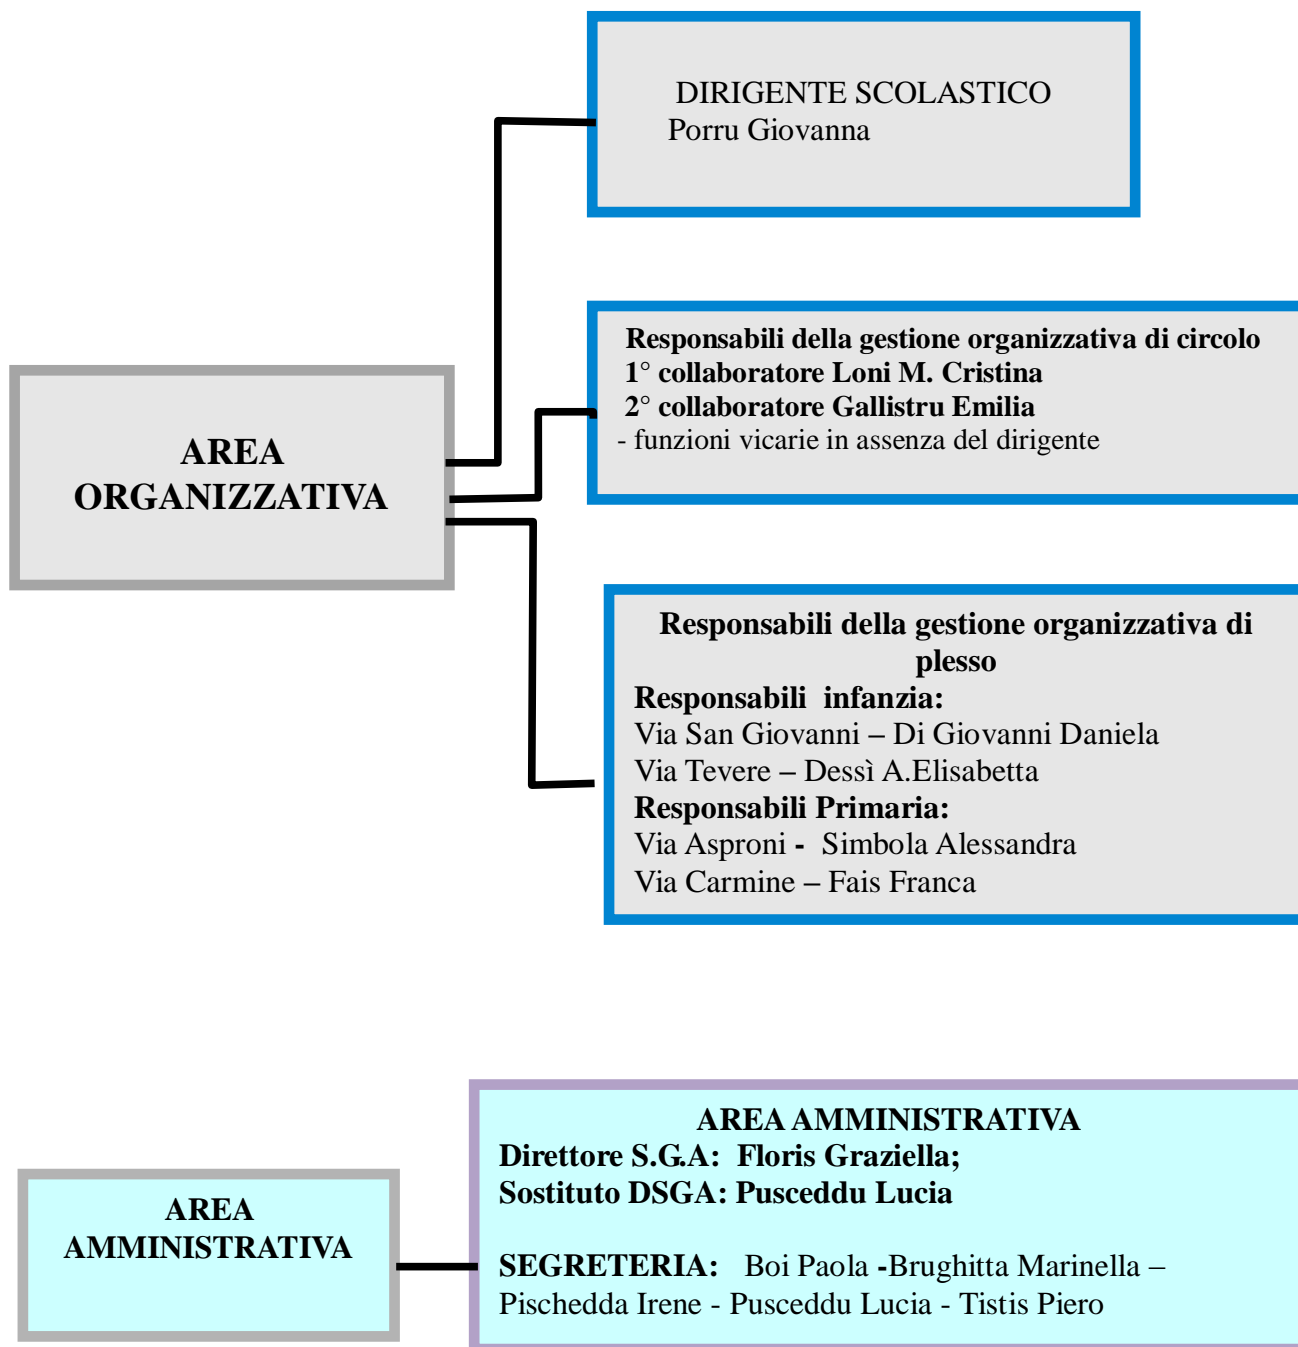 DIRIGENTE SCOLASTICO
Porru Giovanna
Responsabili della gestione organizzativa di circolo
1° collaboratore Loni M. Cristina
2° collaboratore Gallistru Emilia
- funzioni vicarie in assenza del dirigente
AREA
ORGANIZZATIVA
Responsabili della gestione organizzativa di
plesso
Responsabili infanzia:
Via San Giovanni – Di Giovanni Daniela
Via Tevere – Dessì A.Elisabetta
Responsabili Primaria:
Via Asproni - Simbola Alessandra
Via Carmine – Fais Franca
AREA
AMMINISTRATIVA
AREA AMMINISTRATIVA
Direttore S.G.A: Floris Graziella;
Sostituto DSGA: Pusceddu Lucia
SEGRETERIA: Boi Paola -Brughitta Marinella –
Pischedda Irene - Pusceddu Lucia - Tistis Piero